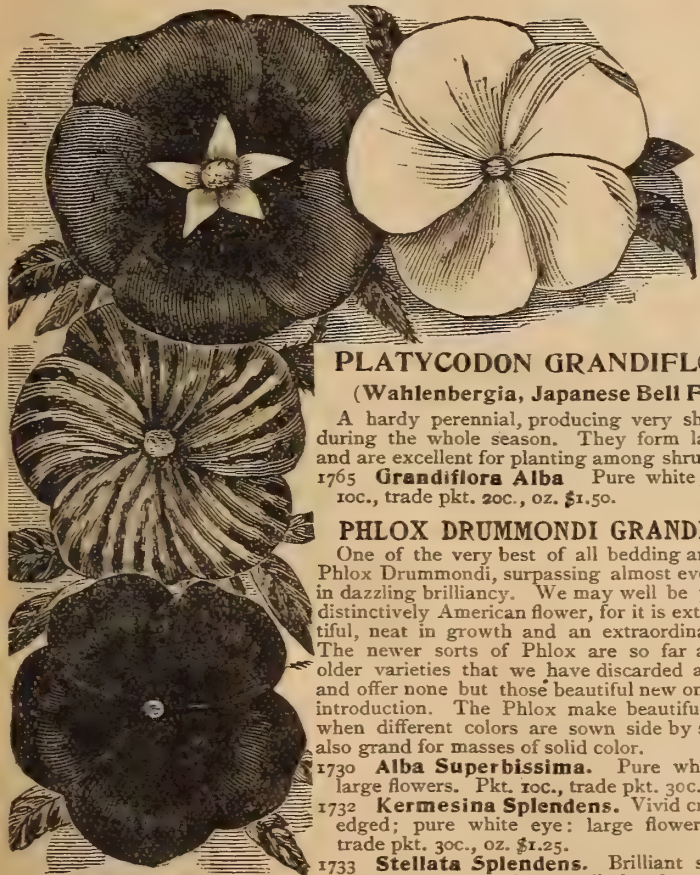 PLATYCODON GRANDIFL
(Wahlenbergia, Japanese Bell F
A hardy perennial, producing very sh
during the whole season. They form la
and are excellent for planting among shru
1765 Grandiflora Alba Pure white
10c., trade pkt. 20c., oz. $1.50.
PHLOX DRUMMONDI GRAND
One of the very best of all bedding an
Phlox Drummondi, surpassing almost eve
in dazzling brilliancy. We may well be
distinctively American flower, for it is ext
tiful, neat in growth and an extraordina
The newer sorts of Phlox are so far a
older varieties that we have discarded a
and offer none but those beautiful new or
introduction. The Phlox make beautifu
when different colors are sown side by s
also grand for masses of solid color.
1730 Alba Superbissima. Pure wh
large flowers. Pkt. 10c., trade pkt. 30c.
1732 Kermesina Splendens. Vivid cr
edged; pure white eye: large flower
trade pkt. 30c., oz. $1.25.
1733 Stellata Splendens. Brilliant s